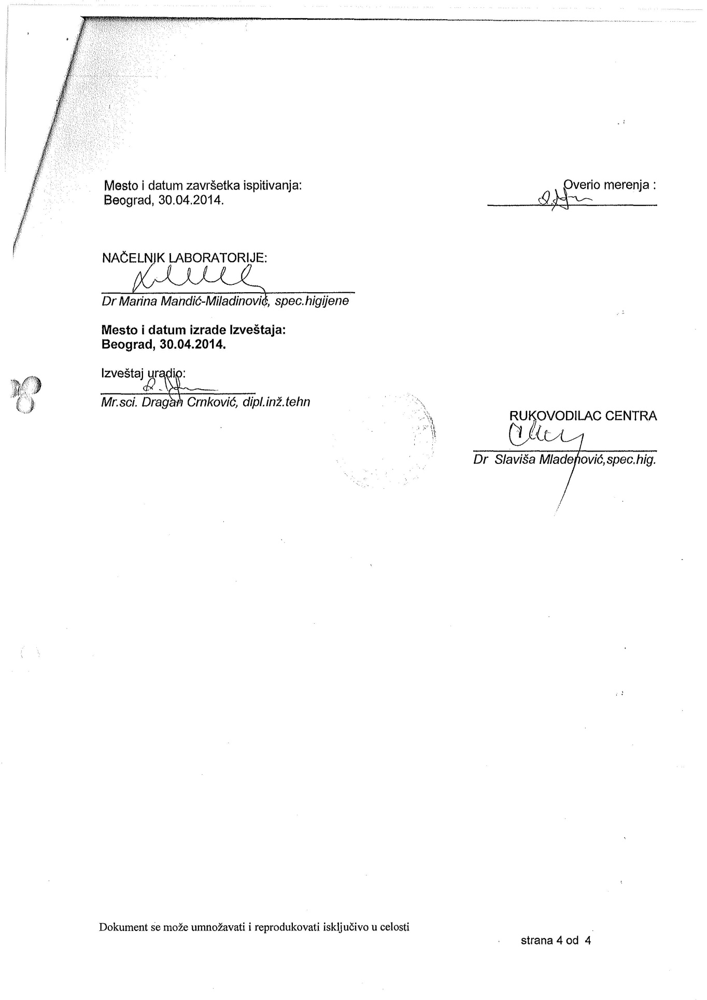 Mesto i datum završetka ispitivanja:
Beograd, 30.04.2014.
Overio merenja :
NAČELNIK LABORATORIJE:
Dr Marina Mandić-Miladinović, spec.higijene
Mesto i datum izrade Izveštaja:
Beograd, 30.04.2014.
Izveštaj uradio:
Mr.sci. Dragan Crnković, dipl.inž.tehn
RUKOVODILAC CENTRA
Dr Slaviša Mladenović,spec.hig.
Dokument se može umnožavati i reprodukovati isključivo u celosti
strana 4 od 4